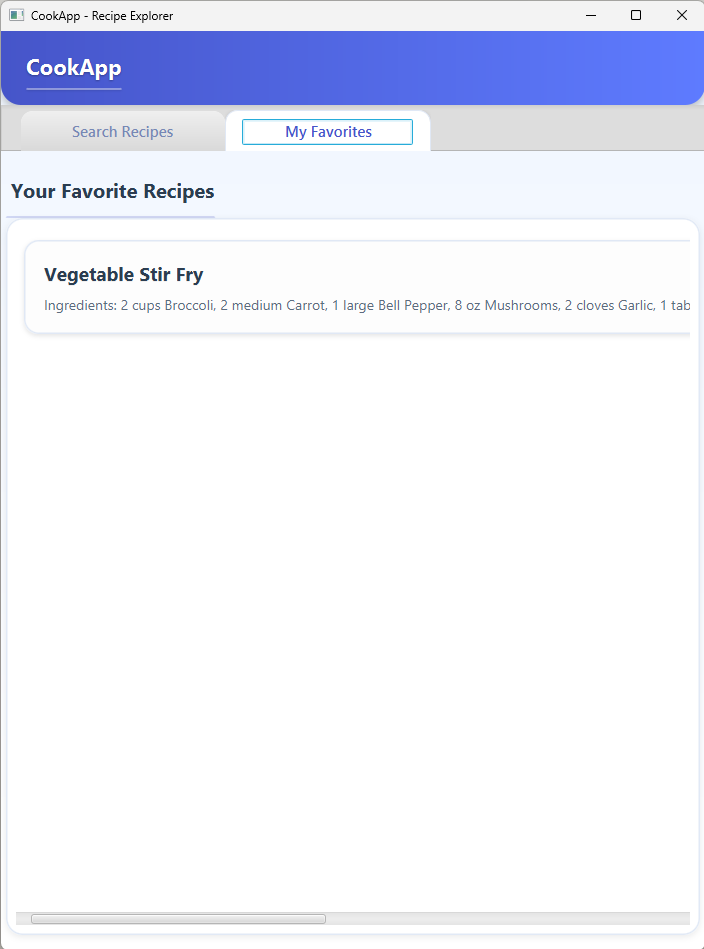 CookApp - Recipe Explorer
CookApp
Search Recipes
My Favorites
Your Favorite Recipes
Vegetable Stir Fry
Ingredients: 2 cups Broccoli, 2 medium Carrot, 1 large Bell Pepper, 8 oz Mushrooms, 2 cloves Garlic, 1 tab